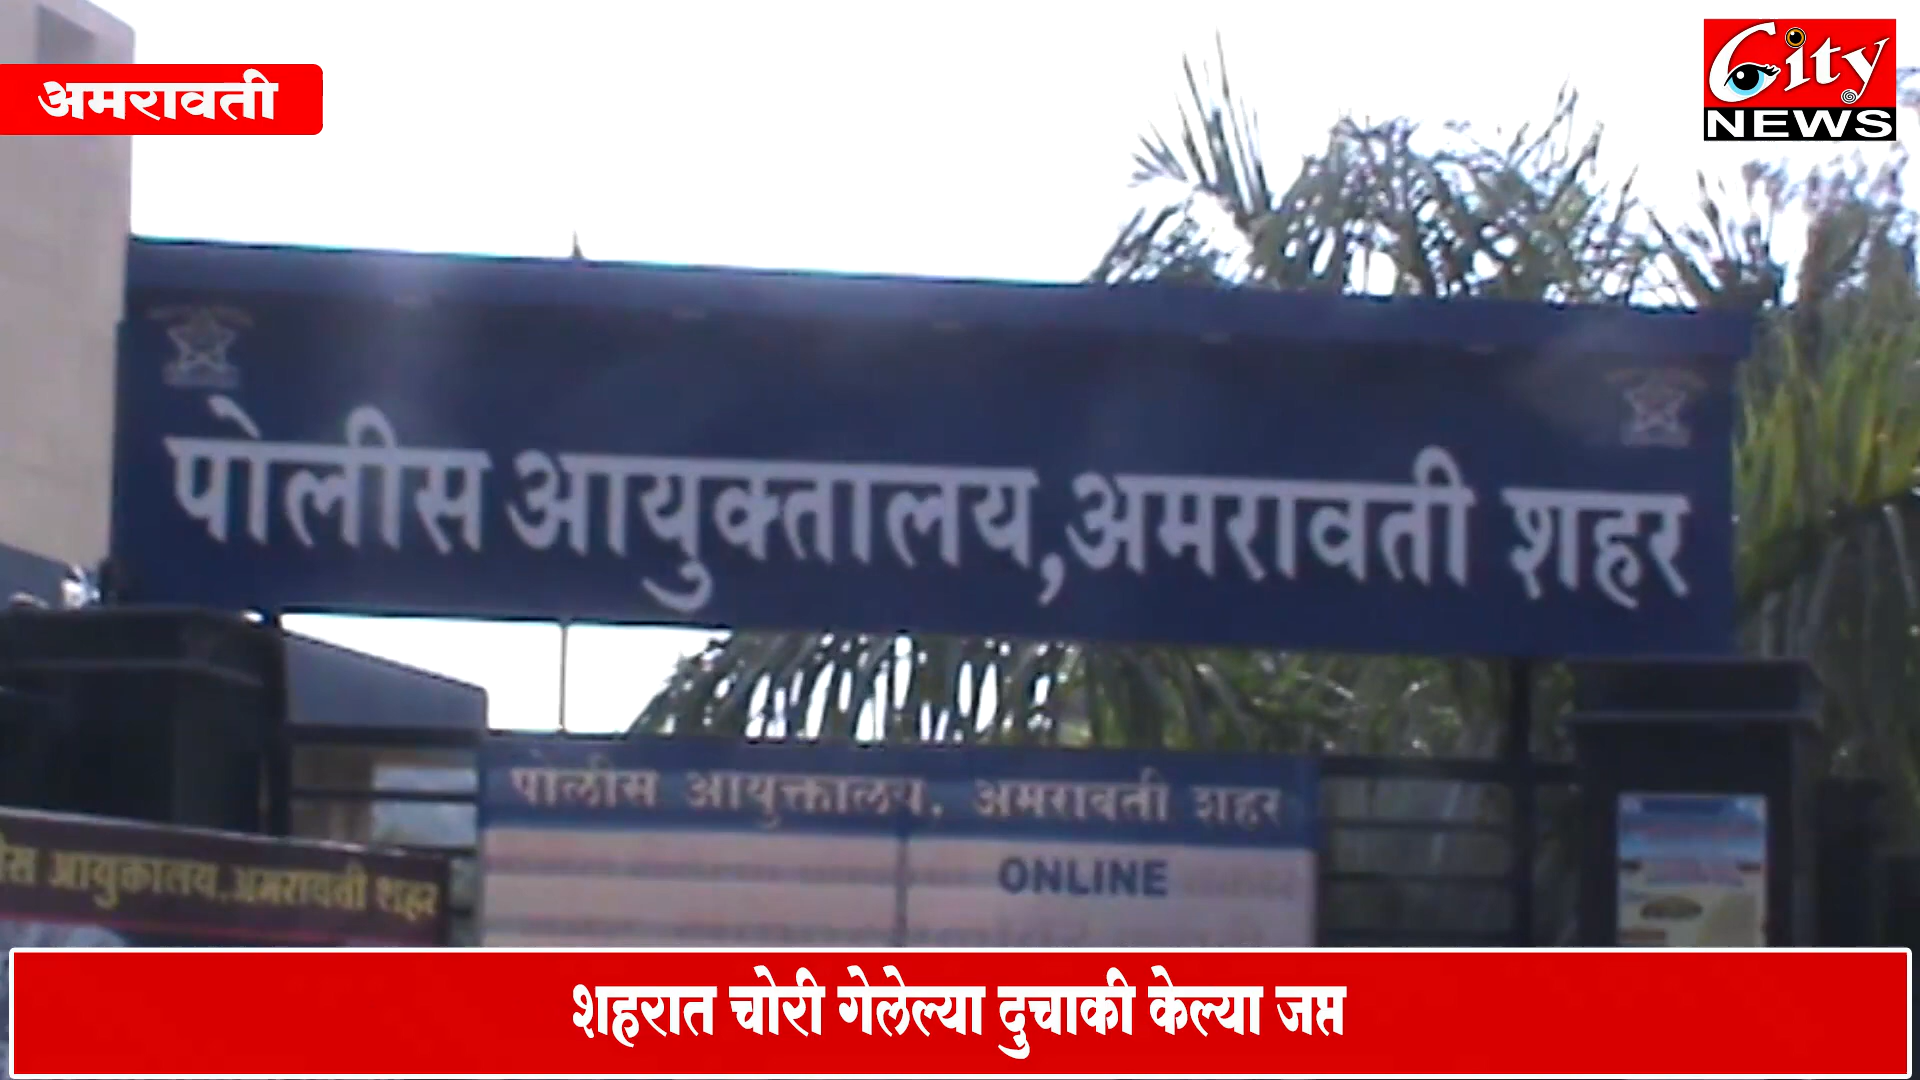 अमरावती
City
NEWS
पोलीस आयुक्तालय,अमरावती शहर
पोलीस आयुक्तालय, अमरावती शहर
ONLINE
आयुक्तालय,अमरावती शहर
शहरात चोरी गेलेल्या दुचाकी केल्या जप्त